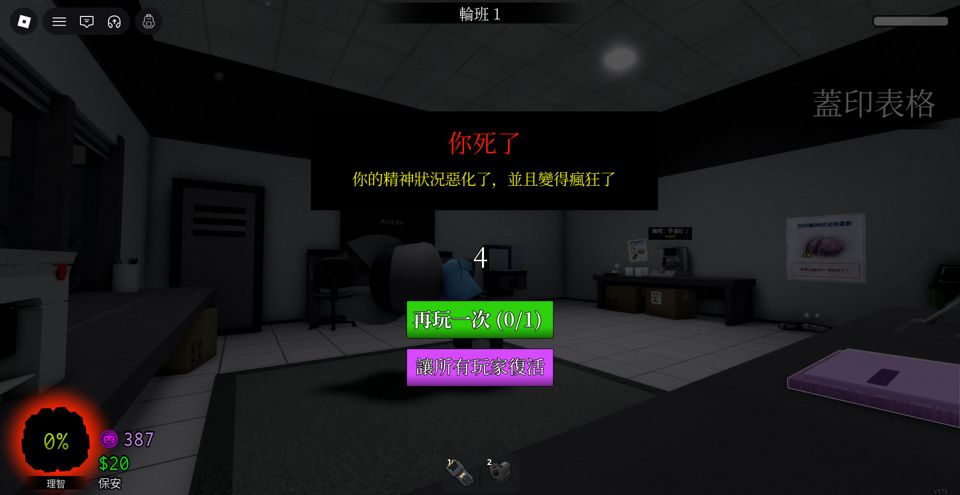 輪班 1
蓋印表格
你死了
你的精神狀況惡化了，並且變得瘋狂了
4
再玩一次 (0/1)
讓所有玩家復活
0%
387
$20
理智
保安
1
2